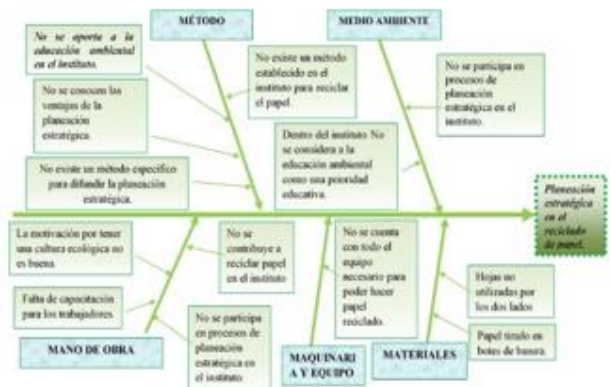 MÉTODO
MEDIO AMBIENTE
No se aporta a la
educación ambiental
en el instituto.
No se conocen las
ventajas de la
planeación
estratégica.
No existe un método específico
para difundir la planeación
estratégica.
No existe un método
establecido en el
instituto para reciclar
el papel.
Dentro del instituto No
se considera a la
educación ambiental
como una prioridad
educativa.
No se participa en
procesos de
planeación
estratégica en el
instituto.
Planeación
estratégica
en el
reciclado
de papel.
La motivación por tener
una cultura ecológica no
es buena.
Falta de capacitación
para los trabajadores.
No se
contribuye a
reciclar papel
en el instituto
No se participa
en procesos de
planeación
estratégica en el
instituto.
No se cuenta
con todo el
equipo
necesario para
poder hacer
papel
reciclado.
Hojas no
utilizadas por
los dos lados
Papel tirado en
botes de basura.
MANO DE OBRA
MAQUINARI
A Y EQUIPO
MATERIALES